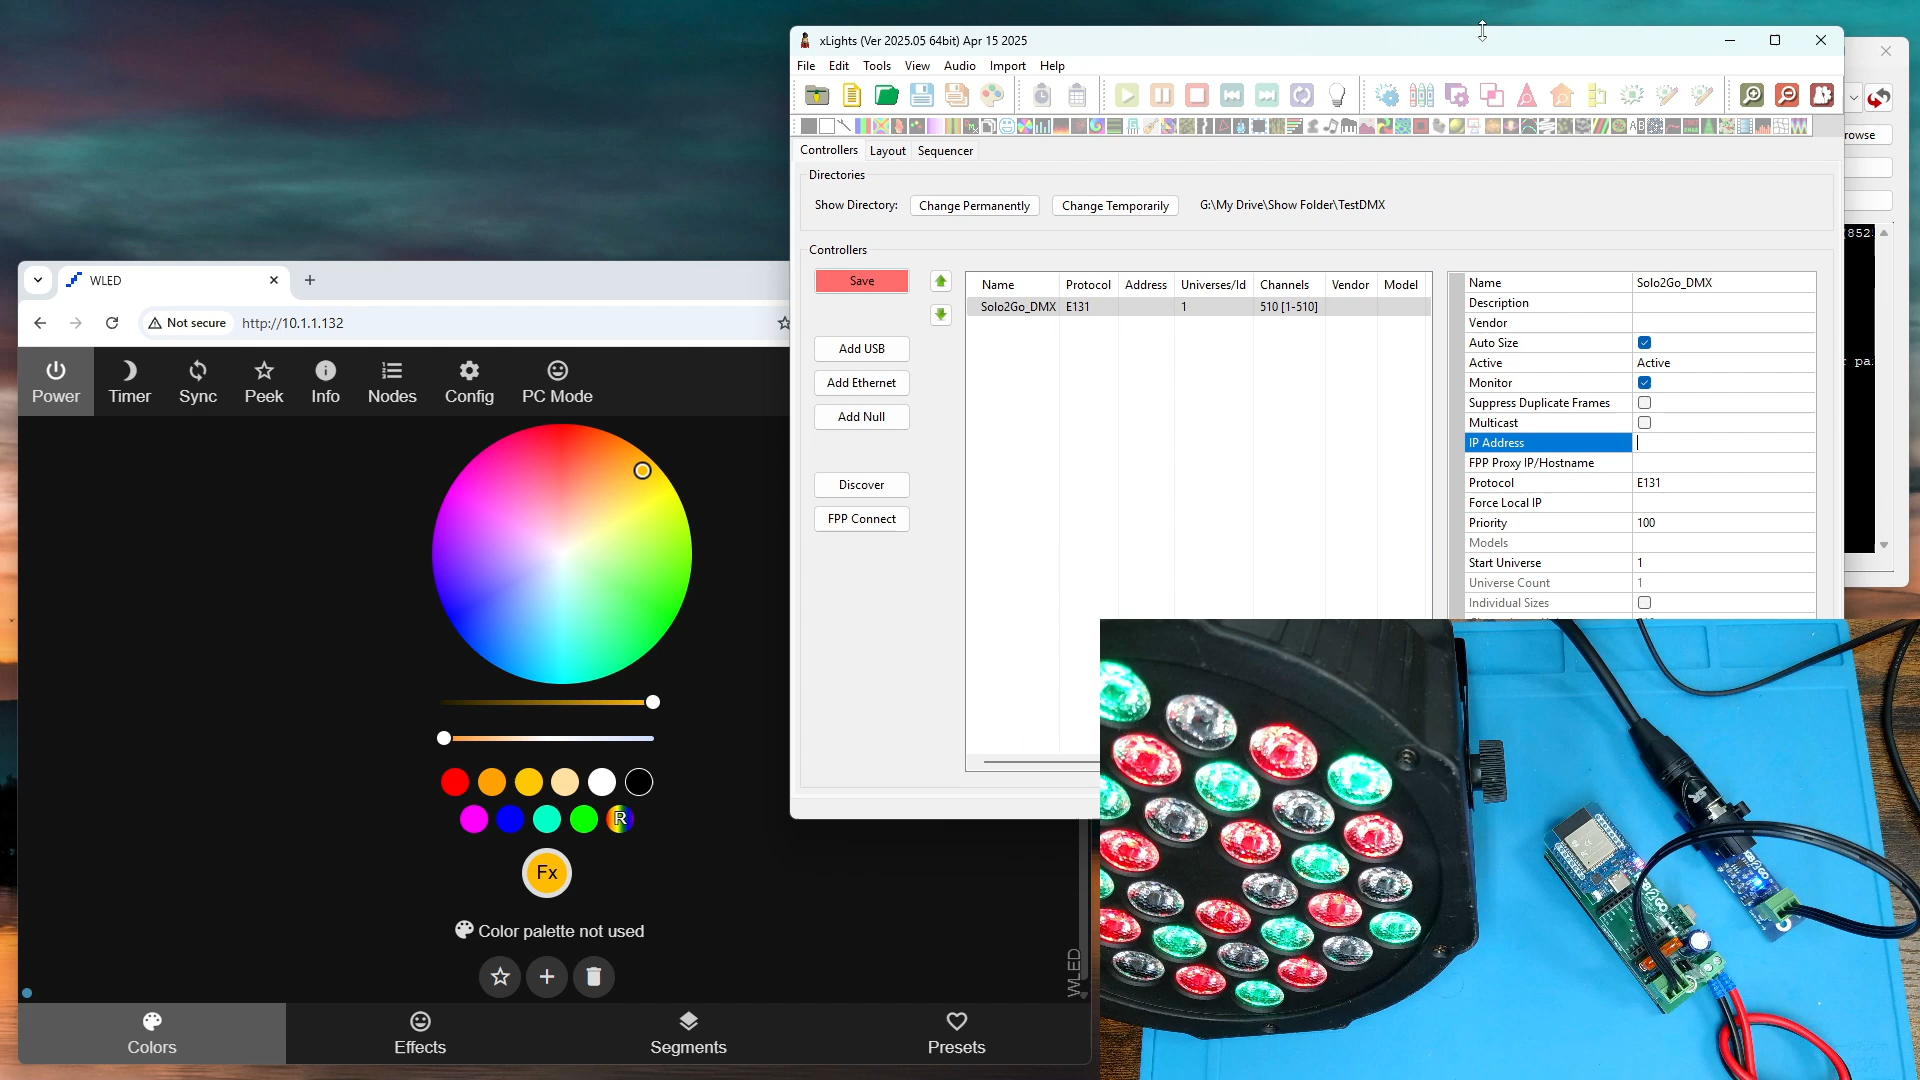 xLights (Ver 2025.05 64bit) Apr 15 2025
File Edit Tools View Audio Import Help
Controllers Layout Sequencer
Directories
Show Directory: Change Permanently Change Temporarily G:\My Drive\Show Folder\TestDMX
Controllers
Save
Add USB
Add Ethernet
Add Null
Discover
FPP Connect
Name Protocol Address Universes/Id Channels Vendor Model
Solo2Go_DMX E131 1 510 [1-510]
Name Solo2Go_DMX
Description
Vendor
Auto Size
Active Active
Monitor
Suppress Duplicate Frames
Multicast
IP Address
FPP Proxy IP/Hostname
Protocol E131
Force Local IP
Priority 100
Models
Start Universe 1
Universe Count 1
Individual Sizes
rowse
(852
r pa
WLED
Not secure http://10.1.1.132
Power Timer Sync Peek Info Nodes Config PC Mode
R
Fx
Color palette not used
WLED
Colors Effects Segments Presets